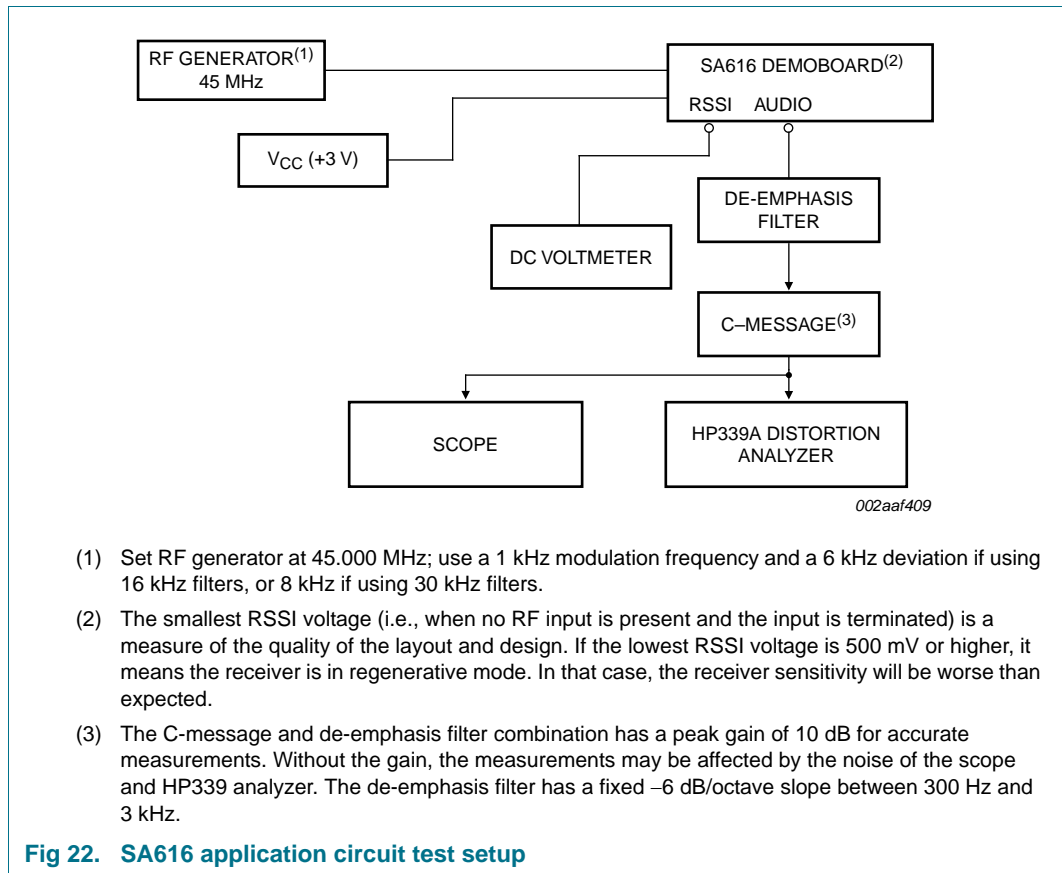 RF GENERATOR(1)
45 MHz
SA616 DEMOBOARD(2)
RSSI AUDIO
VCC (+3 V)
DE-EMPHASIS
FILTER
DC VOLTMETER
C–MESSAGE(3)
SCOPE
HP339A DISTORTION
ANALYZER
002aaf409
(1) Set RF generator at 45.000 MHz; use a 1 kHz modulation frequency and a 6 kHz deviation if using
16 kHz filters, or 8 kHz if using 30 kHz filters.
(2) The smallest RSSI voltage (i.e., when no RF input is present and the input is terminated) is a
measure of the quality of the layout and design. If the lowest RSSI voltage is 500 mV or higher, it
means the receiver is in regenerative mode. In that case, the receiver sensitivity will be worse than
expected.
(3) The C-message and de-emphasis filter combination has a peak gain of 10 dB for accurate
measurements. Without the gain, the measurements may be affected by the noise of the scope
and HP339 analyzer. The de-emphasis filter has a fixed −6 dB/octave slope between 300 Hz and
3 kHz.
Fig 22. SA616 application circuit test setup